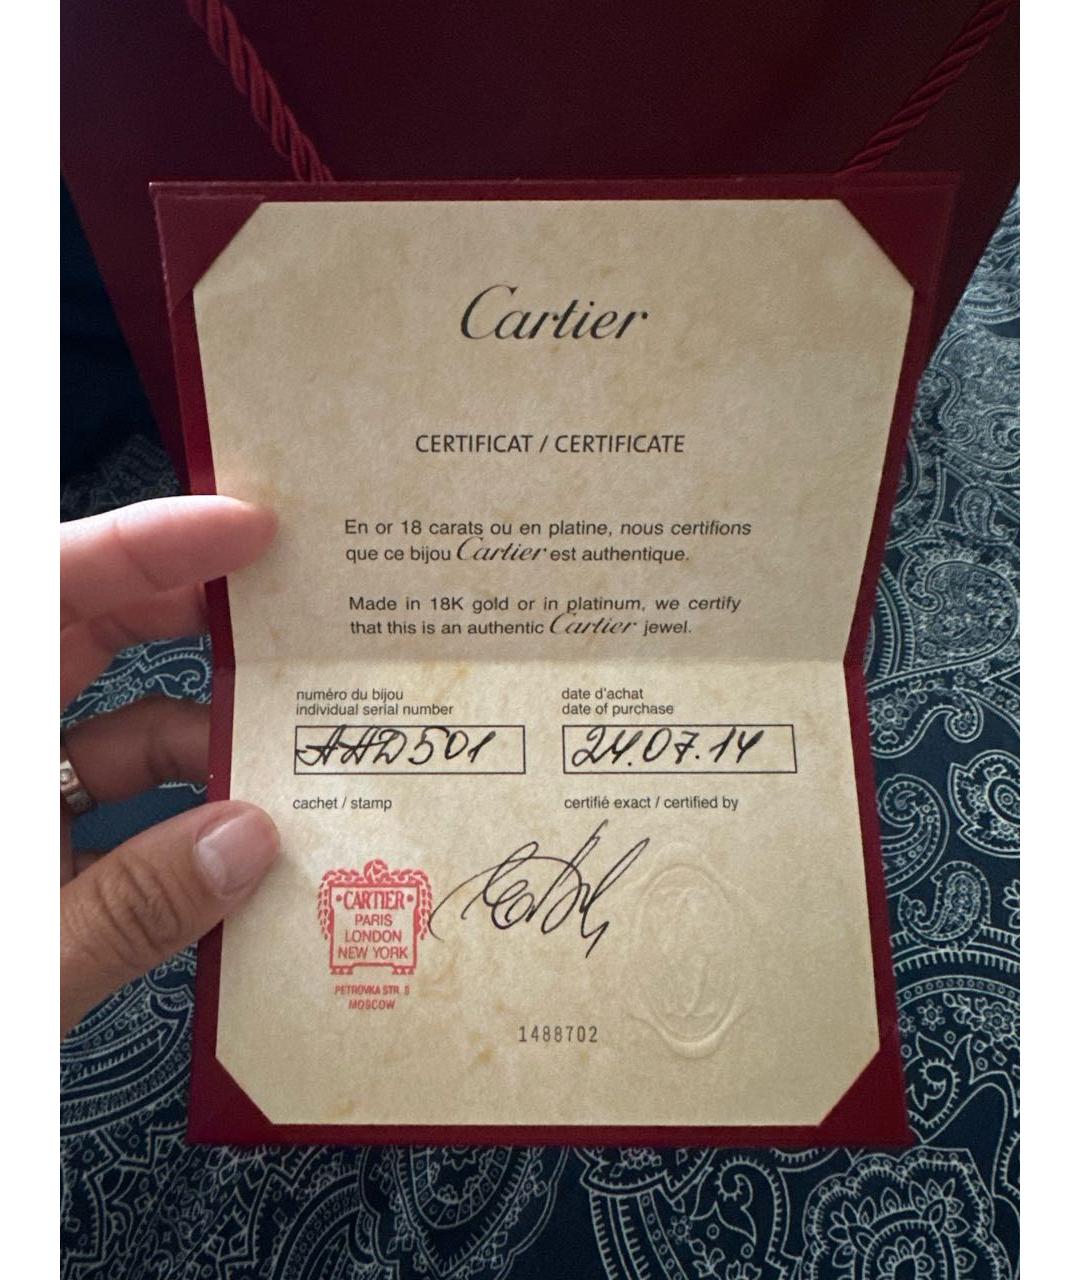 Cartier
CERTIFICAT / CERTIFICATE
En or 18 carats ou en platine, nous certifions
que ce bijou Cartier est authentique.
Made in 18K gold or in platinum, we certify
that this is an authentic Cartier jewel.
numéro du bijou
individual serial number
date d'achat
date of purchase
AAD501
24.07.14
cachet / stamp
certifié exact / certified by
CARTIER
PARIS
LONDON
NEW YORK
PETROVKA STR.
MOSCOW
1488702